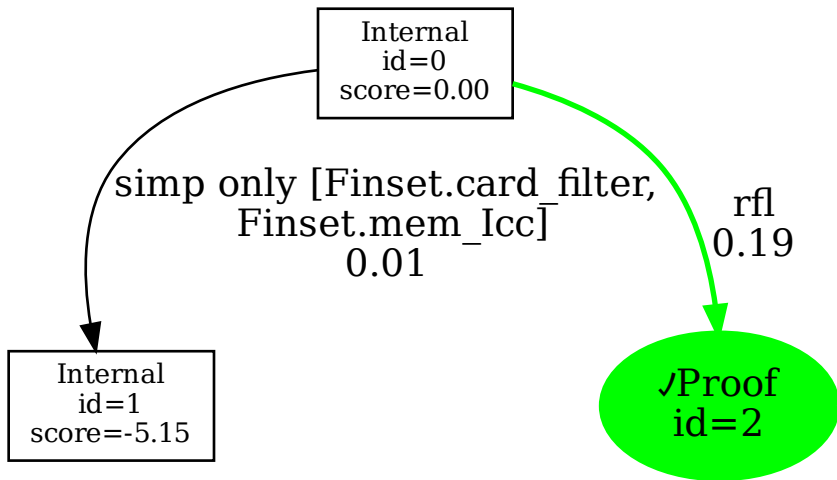 Internal
id=0
score=0.00
simp only [Finset.card_filter,
Finset.mem_Icc]
0.01
rfl
0.19
Internal
id=1
score=-5.15
✓Proof
id=2